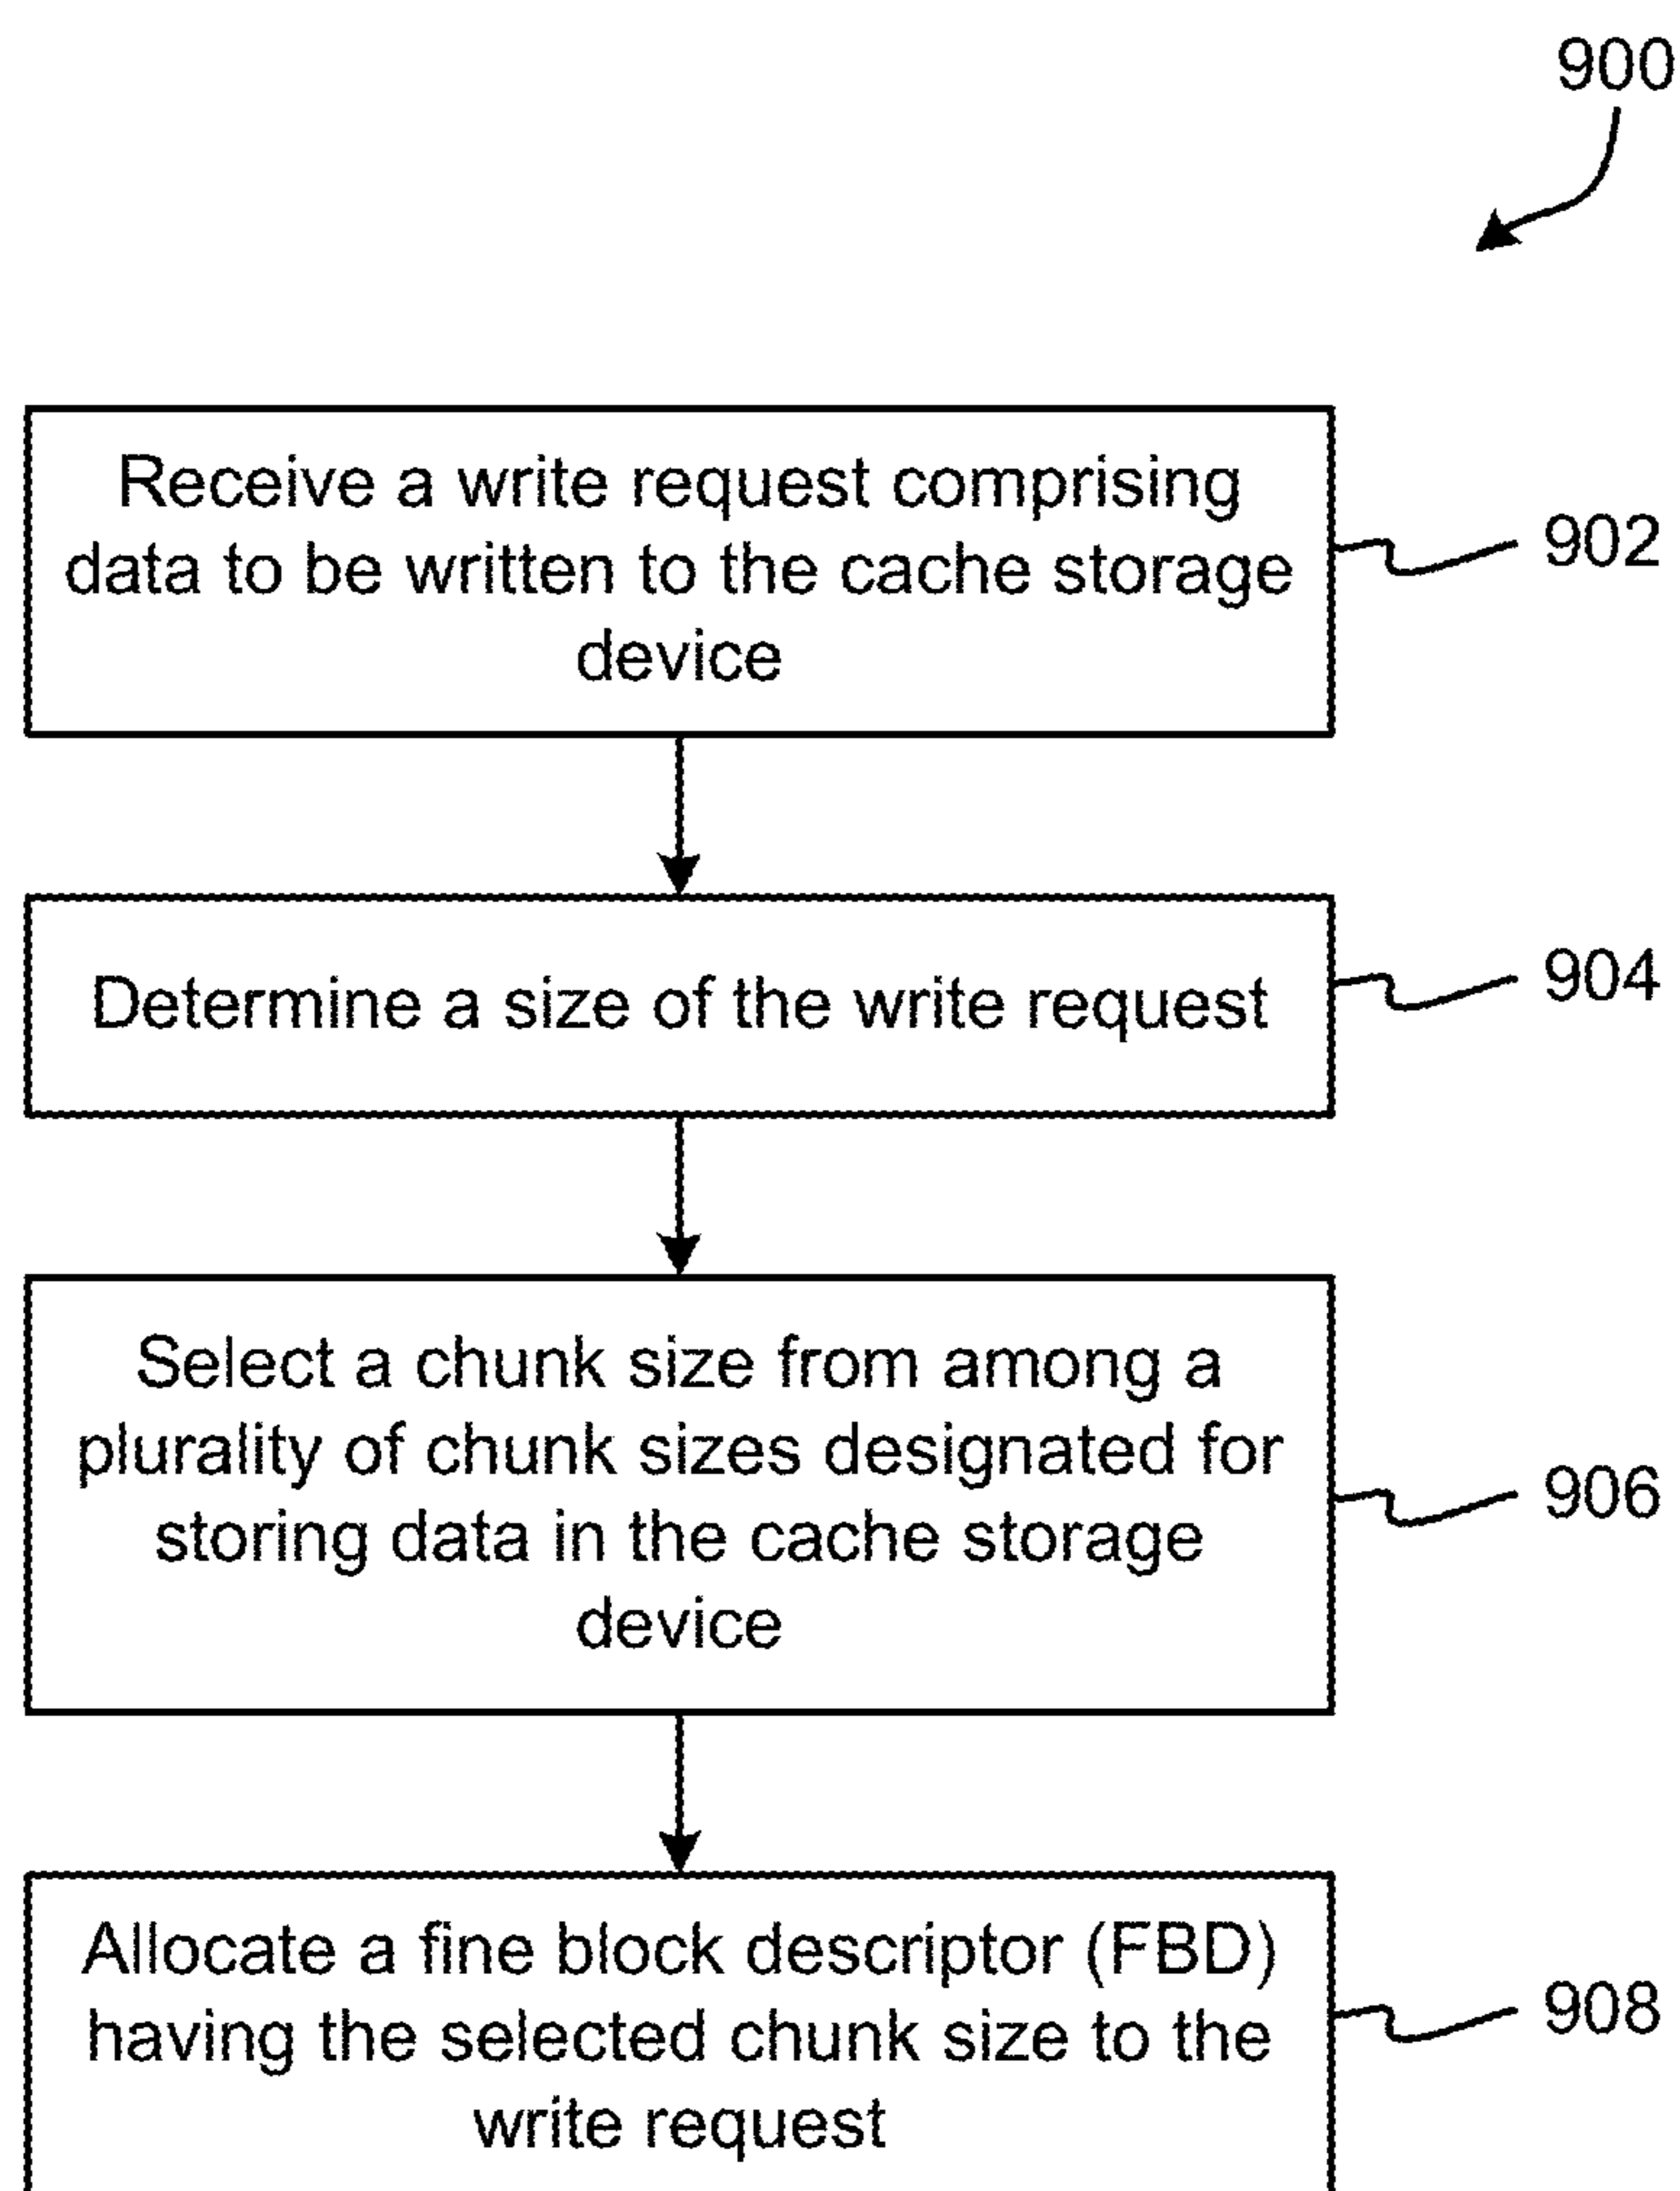 900
Receive a write request comprising
data to be written to the cache storage
device
902
Determine a size of the write request
904
Select a chunk size from among a
plurality of chunk sizes designated for
storing data in the cache storage
device
906
Allocate a fine block descriptor (FBD)
having the selected chunk size to the
write request
908